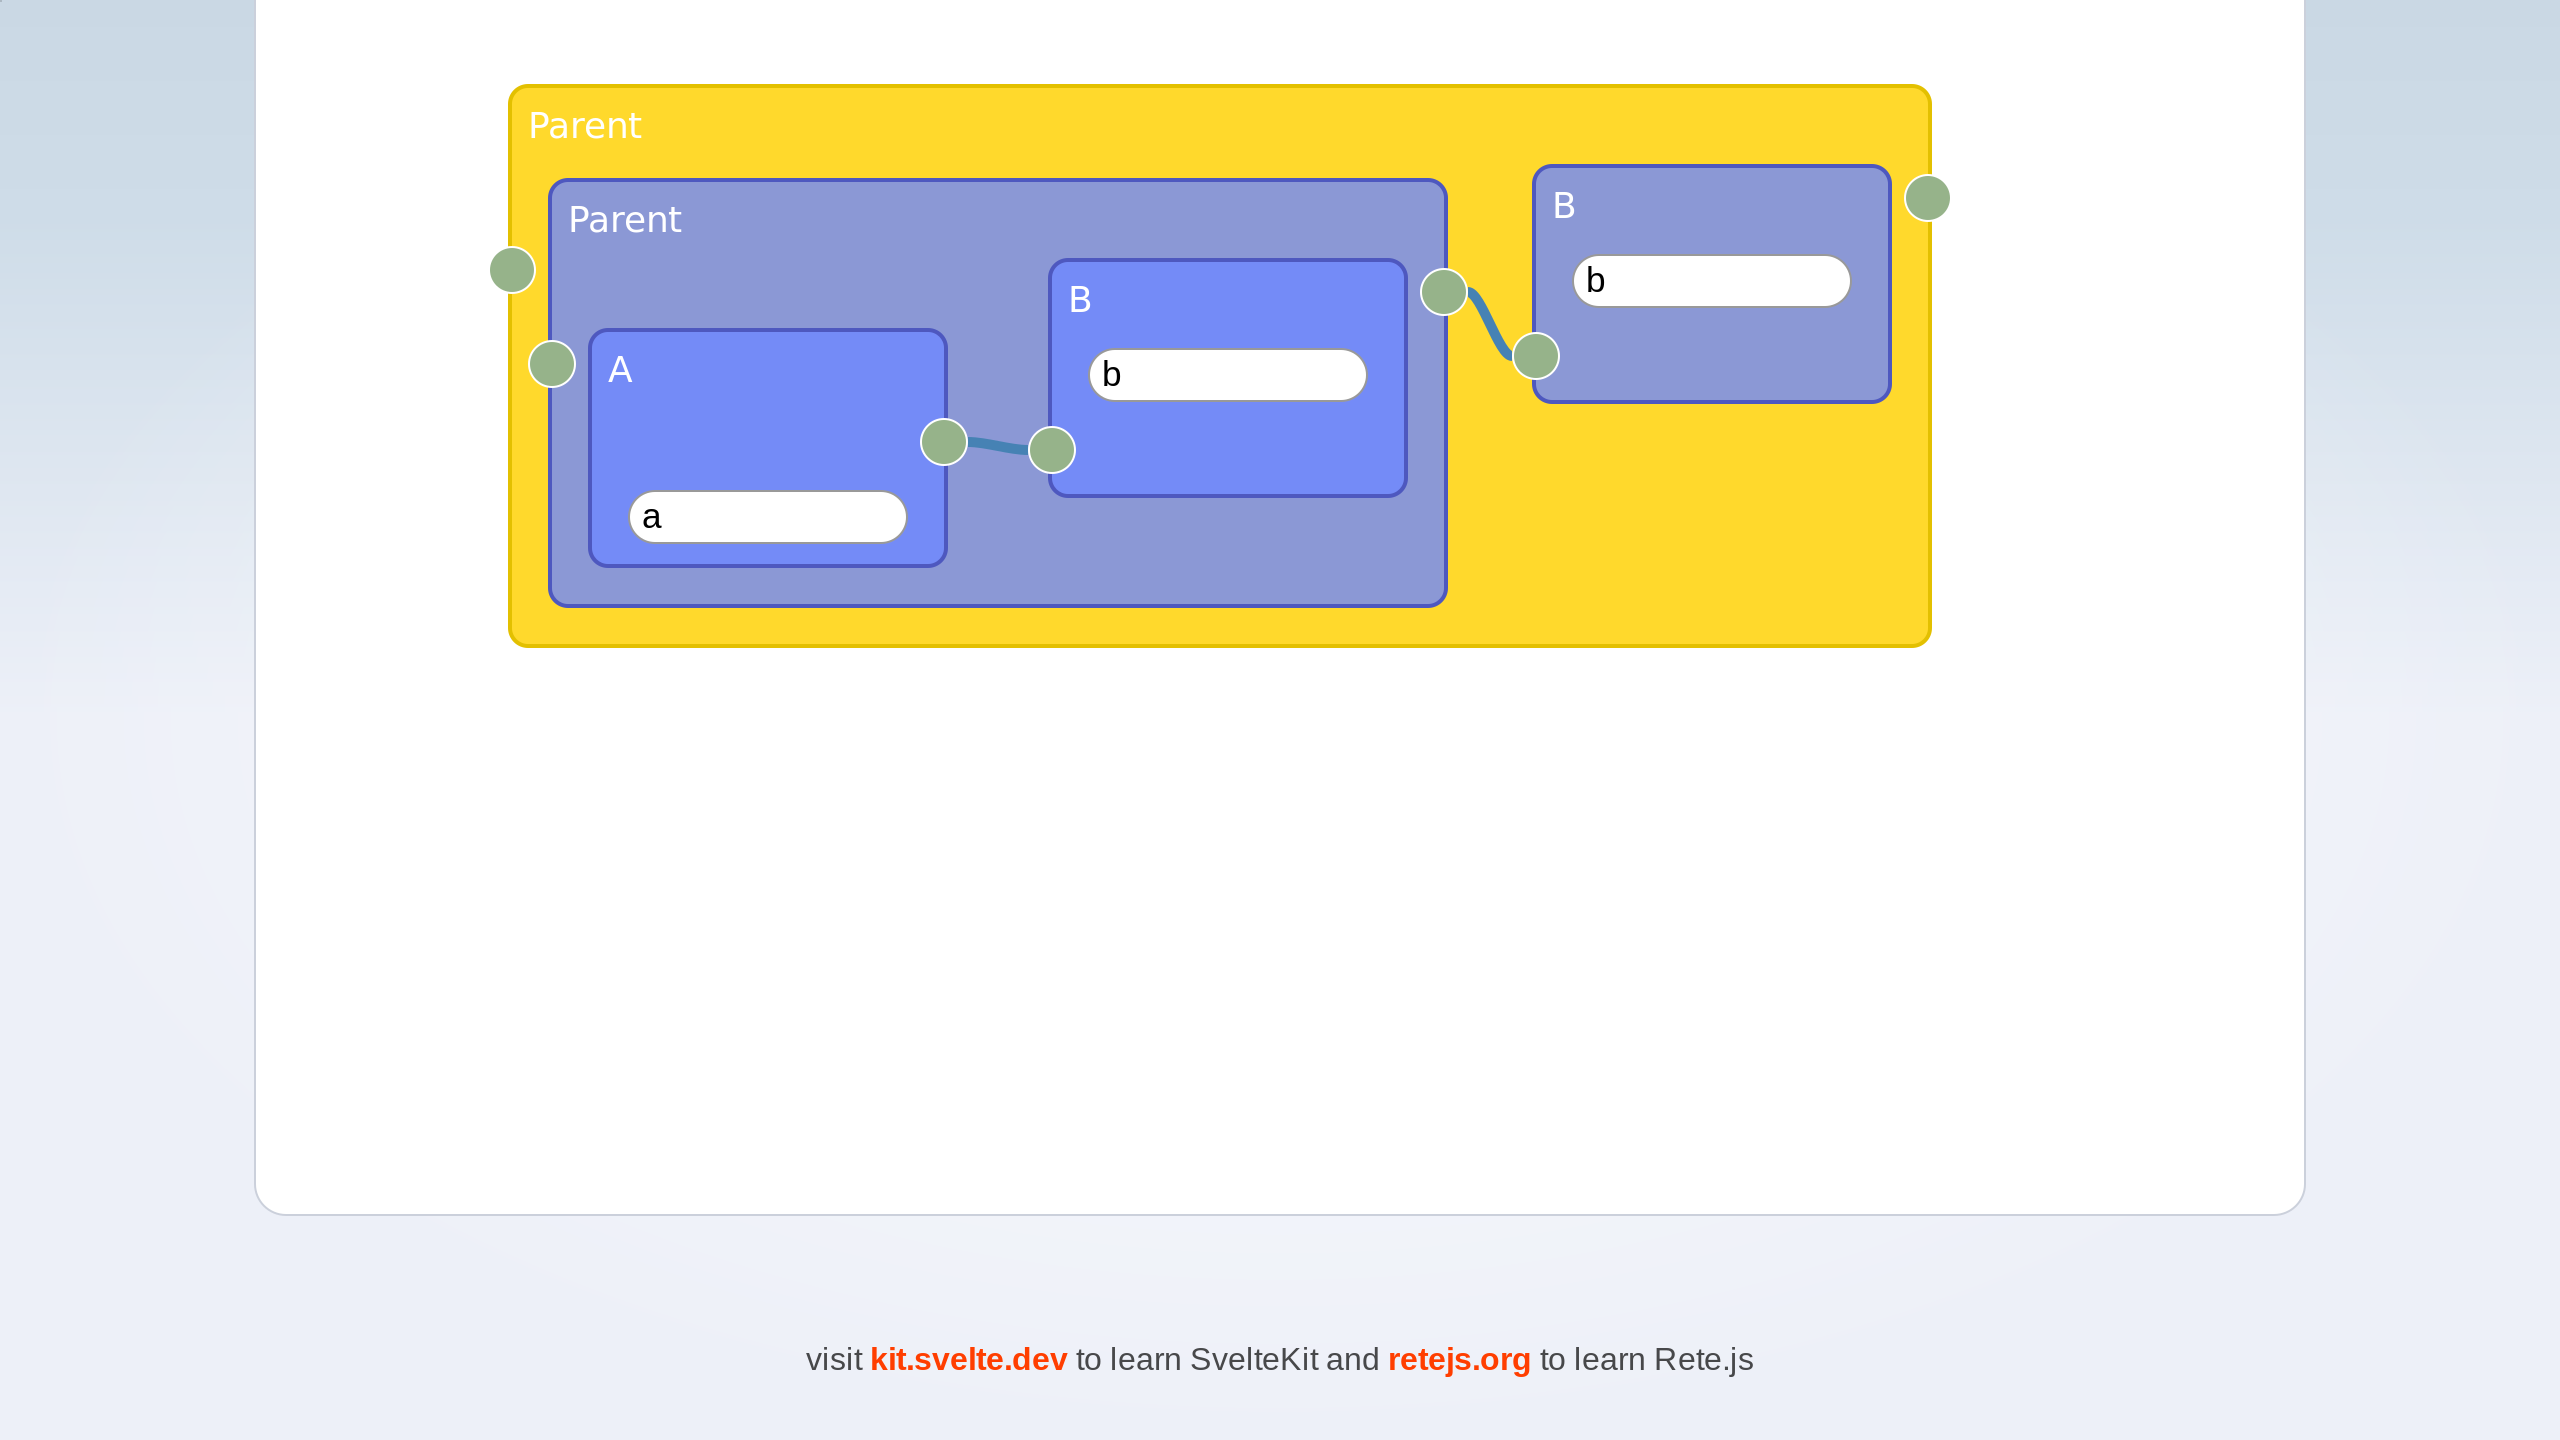 Parent
Parent
A
a
B
b
B
b
visit kit.svelte.dev to learn SvelteKit and retejs.org to learn Rete.js